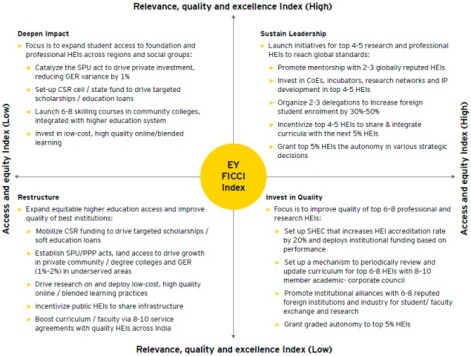 Relevance, quality and excellence Index (High)
Deepen Impact
Focus is to expand student access to foundation and
professional HEIs across regions and social groups:
Catalyze the SPU act to drive private investment,
reducing GER variance by 1%
Set-up CSR cell / state fund to drive targeted
scholarships / education loans
Launch 6-8 skilling courses in community colleges,
integrated with higher education system
Invest in low-cost, high quality online/blended
learning
Sustain Leadership
Launch initiatives for top 4-5 research and professional
HEIs to reach global standards:
Promote mentorship with 2-3 globally reputed HEIs
Invest in CoEs, incubators, research networks and IP
development in top 4-5 HEIs
Organize 2-3 delegations to Increase foreign
student enrolment by 30%-50%
Incentivize top 4-5 HEIs to share & integrate
curricula with the next 5% HEIs
Grant top 5% HEIs the autonomy in various strategic
decisions
Access and equity Index (Low)
EY
FICCI
Index
Access and equity Index (High)
Restructure
Expand equitable higher education access and improve
quality of best institutions:
Mobilize CSR funding to drive targeted scholarships /
soft education loans
Establish SPU/PPP acts, land access to drive growth
in private community / degree colleges and GER
(1%-2%) in underserved areas
Drive research on and deploy low-cost, high quality
online / blended learning practices
Incentivize public HEIs to share infrastructure
Boost curriculum / faculty via 8-10 service
agreements with quality HEIs across India
Invest in Quality
Focus is to improve quality of top 6-8 professional and
research HEIs:
Set up SHEC that increases HEI accreditation rate
by 20% and deploys institutional funding based on
performance
Set up a mechanism to periodically review and
update curriculum for top 6-8 HEIs with 8-10
member academic- corporate council
Promote institutional alliances with 6-8 reputed
foreign institutions and industry for student/ faculty
exchange and research
Grant graded autonomy to top 5% HEIs
Relevance, quality and excellence Index (Low)